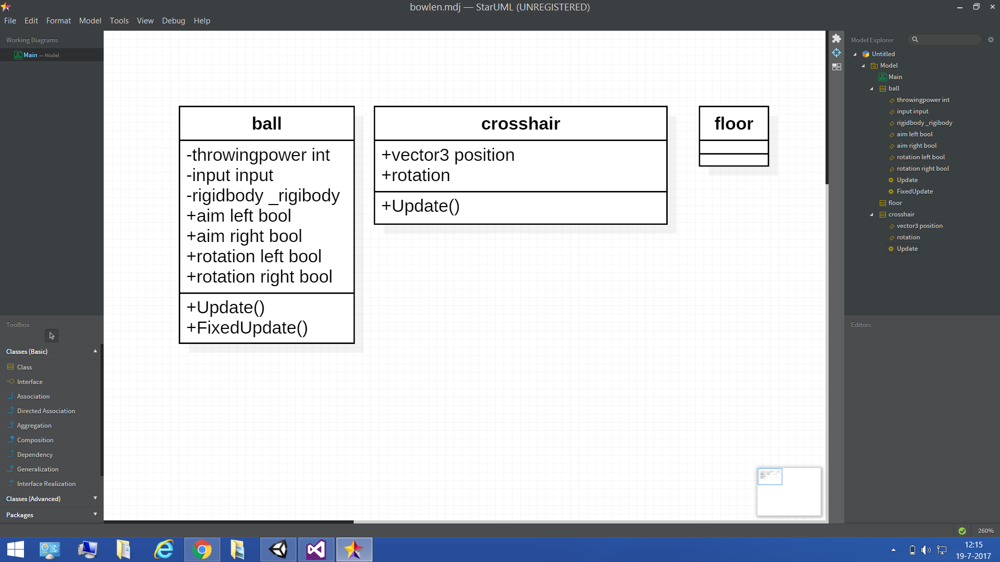 bowlen.mdj — StarUML (UNREGISTERED)
File Edit Format Model Tools View Debug Help
Working Diagrams
Main — Model
Toolbox
Classes (Basic)
Class
Interface
Association
Directed Association
Aggregation
Composition
Dependency
Generalization
Interface Realization
Classes (Advanced)
Packages
ball
-throwingpower int
-input input
-rigidbody _rigibody
+aim left bool
+aim right bool
+rotation left bool
+rotation right bool
+Update()
+FixedUpdate()
crosshair
+vector3 position
+rotation
+Update()
floor
Model Explorer
Untitled
Model
Main
ball
throwingpower int
input input
rigidbody _rigibody
aim left bool
aim right bool
rotation left bool
rotation right bool
Update
FixedUpdate
floor
crosshair
vector3 position
rotation
Update
Editors
260%
12:15
19-7-2017